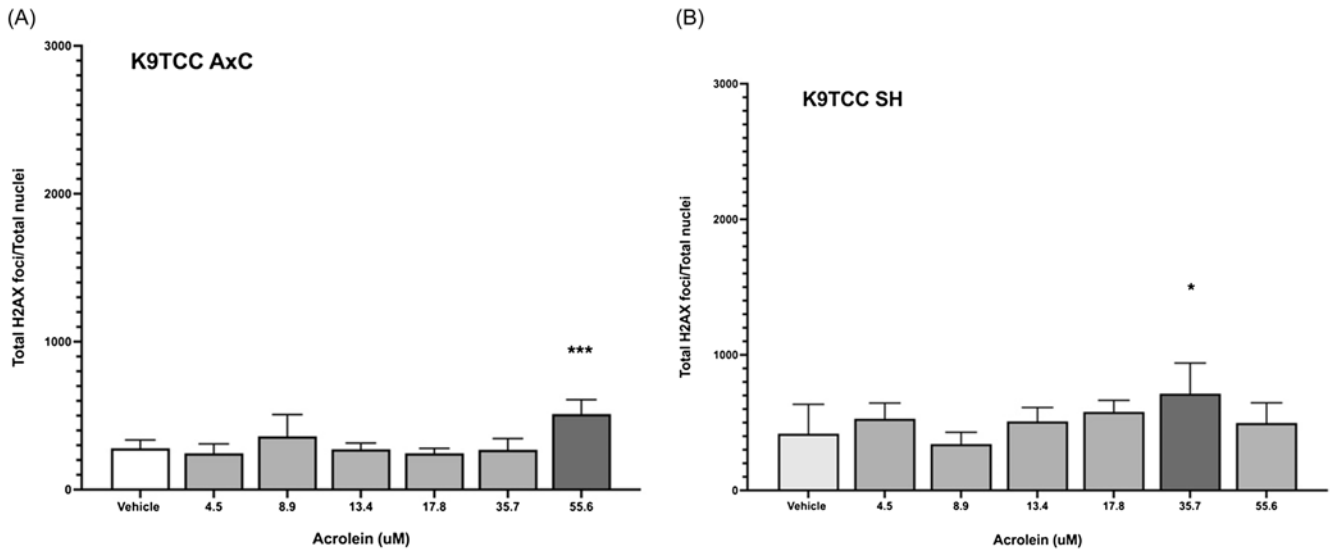 (A)
K9TCC AxC
Total H2AX foci/Total nuclei
3000
2000
1000
0
***
Vehicle 4.5 8.9 13.4 17.8 35.7 55.6
Acrolein (uM)
(B)
K9TCC SH
Total H2AX foci/Total nuclei
3000
2000
1000
0
*
Vehicle 4.5 8.9 13.4 17.8 35.7 55.6
Acrolein (uM)